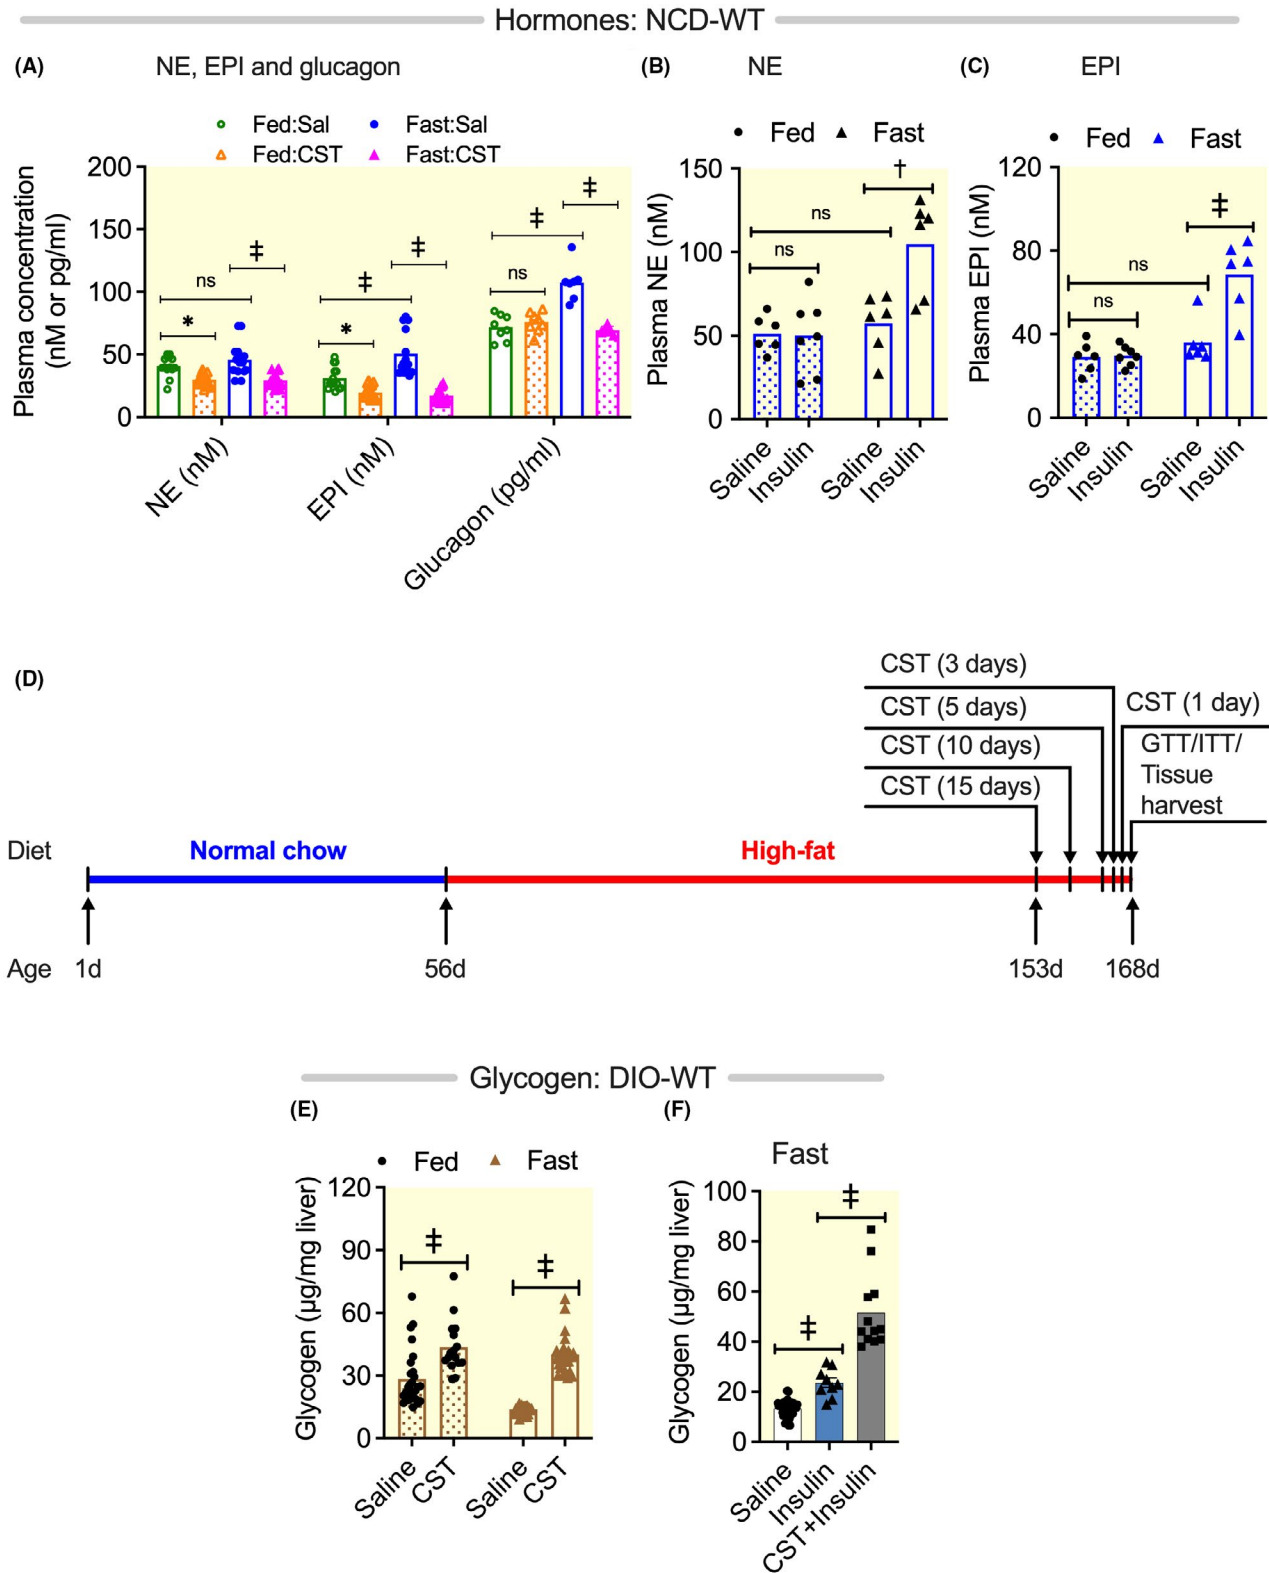 Hormones: NCD-WT
(A) NE, EPI and glucagon
Fed:Sal Fast:Sal
Fed:CST Fast:CST
Plasma concentration
(nM or pg/ml)
200
150
100
50
0
* ns ‡
* ‡ ‡
ns ‡ ‡
NE (nM)
EPI (nM)
Glucagon (pg/ml)
(B) NE
Fed Fast
Plasma NE (nM)
150
100
50
0
ns
ns
†
Saline
Insulin
Saline
Insulin
(C) EPI
Fed Fast
Plasma EPI (nM)
120
80
40
0
ns
ns
‡
Saline
Insulin
Saline
Insulin
(D)
CST (3 days)
CST (5 days)
CST (10 days)
CST (15 days)
CST (1 day)
GTT/ITT/
Tissue
harvest
Diet Normal chow High-fat
Age 1d 56d 153d 168d
Glycogen: DIO-WT
(E)
Fed Fast
Glycogen (µg/mg liver)
120
90
60
30
0
‡
‡
Saline
CST
Saline
CST
(F)
Fast
Glycogen (µg/mg liver)
100
80
60
40
20
0
‡
‡
Saline
Insulin
CST+Insulin